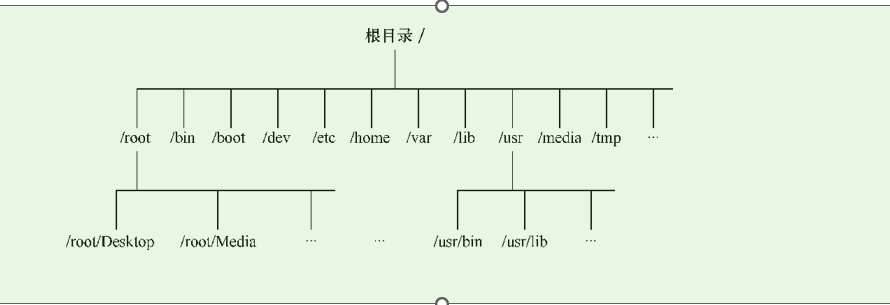 根目录 /
/root /bin /boot /dev /etc /home /var /lib /usr /media /tmp ...
/root/Desktop /root/Media ... ... /usr/bin /usr/lib ...